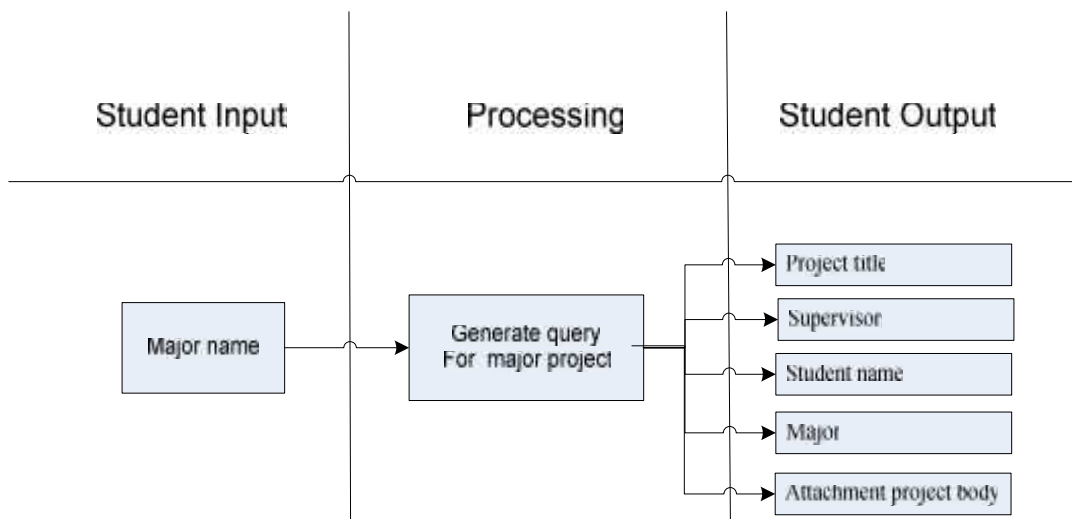 Student Input
Processing
Student Output
Major name
Generate query
For major project
Project title
Supervisor
Student name
Major
Attachment project body